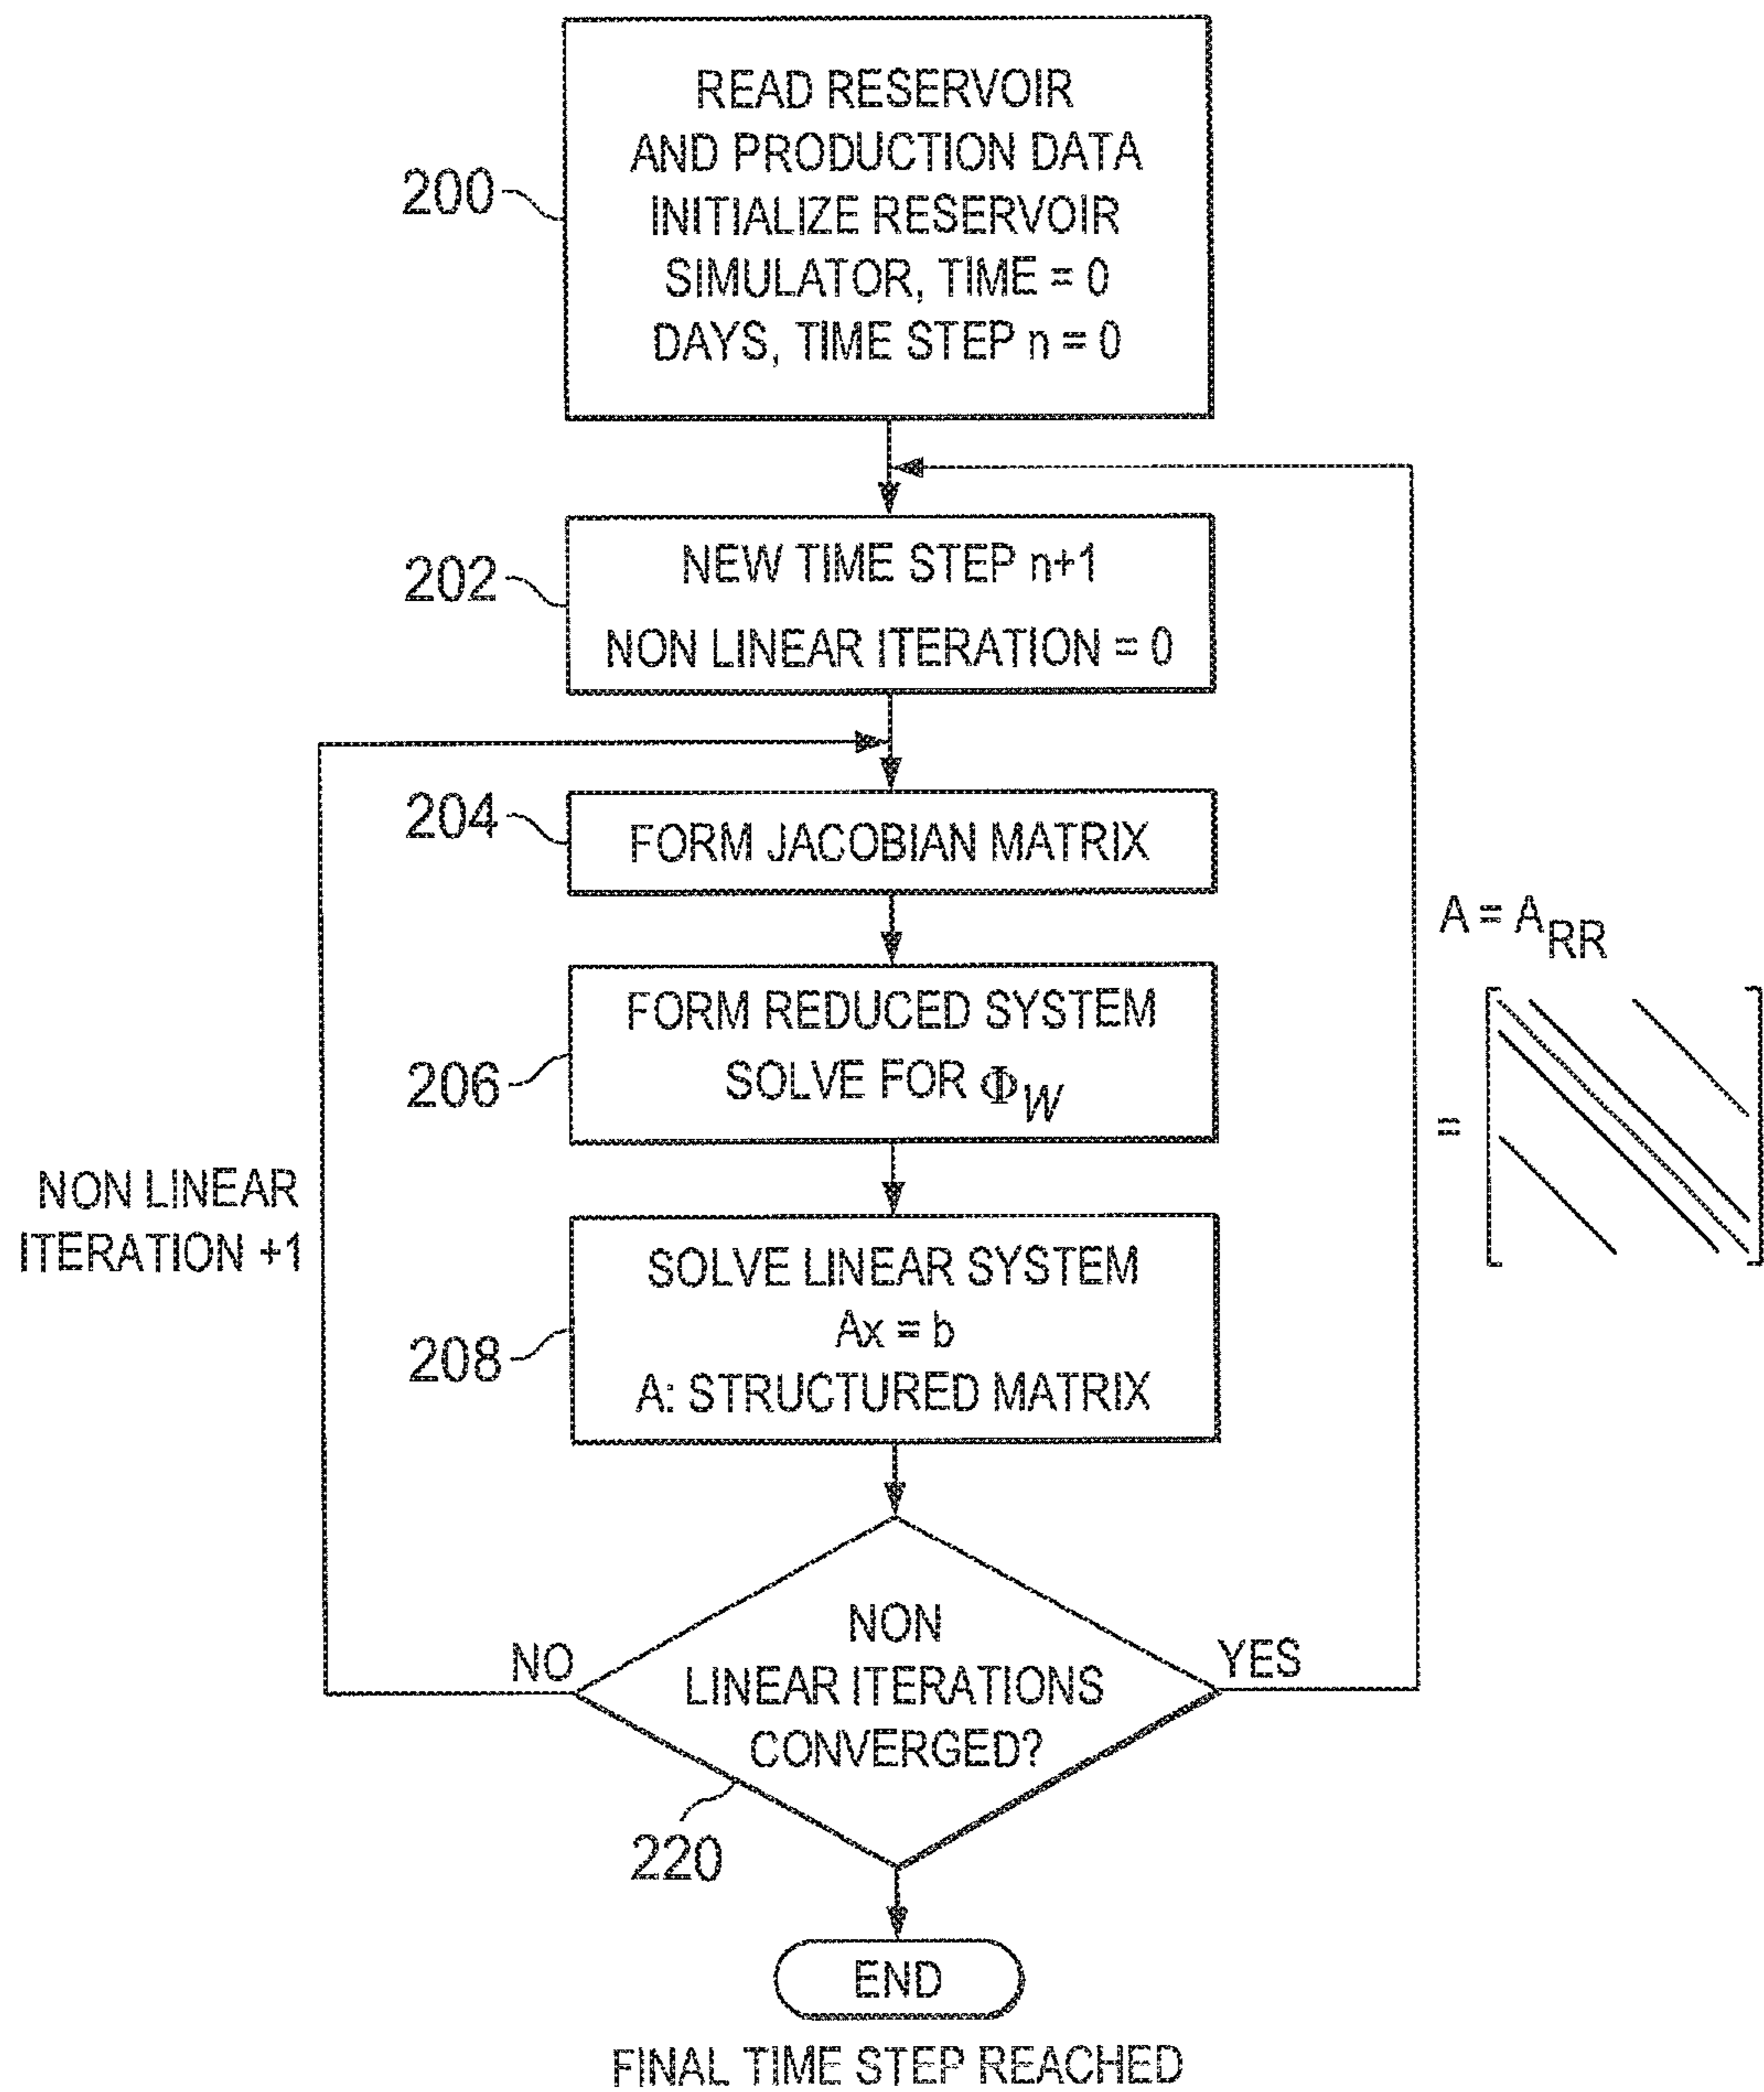 READ RESERVOIR
AND PRODUCTION DATA
INITIALIZE RESERVOIR
SIMULATOR, TIME = 0
DAYS, TIME STEP n = 0
200
NEW TIME STEP n+1
NON LINEAR ITERATION = 0
202
204
FORM JACOBIAN MATRIX
A = A_RR
=
FORM REDUCED SYSTEM
SOLVE FOR Φ_W
206
NON LINEAR
ITERATION +1
SOLVE LINEAR SYSTEM
Ax = b
A: STRUCTURED MATRIX
208
NO
YES
NON
LINEAR ITERATIONS
CONVERGED?
220
END
FINAL TIME STEP REACHED